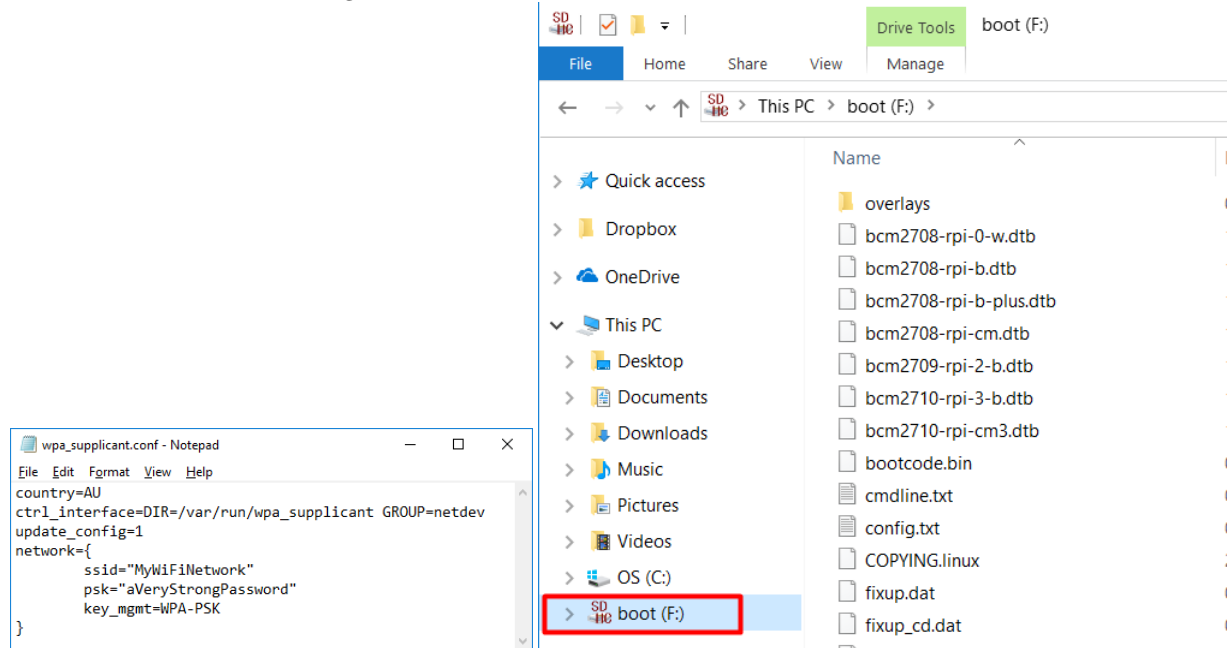 wpa_supplicant.conf - Notepad
File Edit Format View Help
country=AU
ctrl_interface=DIR=/var/run/wpa_supplicant GROUP=netdev
update_config=1
network={
        ssid="MyWiFiNetwork"
        psk="aVeryStrongPassword"
        key_mgmt=WPA-PSK
}
SD HC
Drive Tools boot (F:)
File Home Share View Manage
SD HC > This PC > boot (F:) >
Quick access
Dropbox
OneDrive
This PC
Desktop
Documents
Downloads
Music
Pictures
Videos
OS (C:)
SD HC boot (F:)
Name
overlays
bcm2708-rpi-0-w.dtb
bcm2708-rpi-b.dtb
bcm2708-rpi-b-plus.dtb
bcm2708-rpi-cm.dtb
bcm2709-rpi-2-b.dtb
bcm2710-rpi-3-b.dtb
bcm2710-rpi-cm3.dtb
bootcode.bin
cmdline.txt
config.txt
COPYING.linux
fixup.dat
fixup_cd.dat